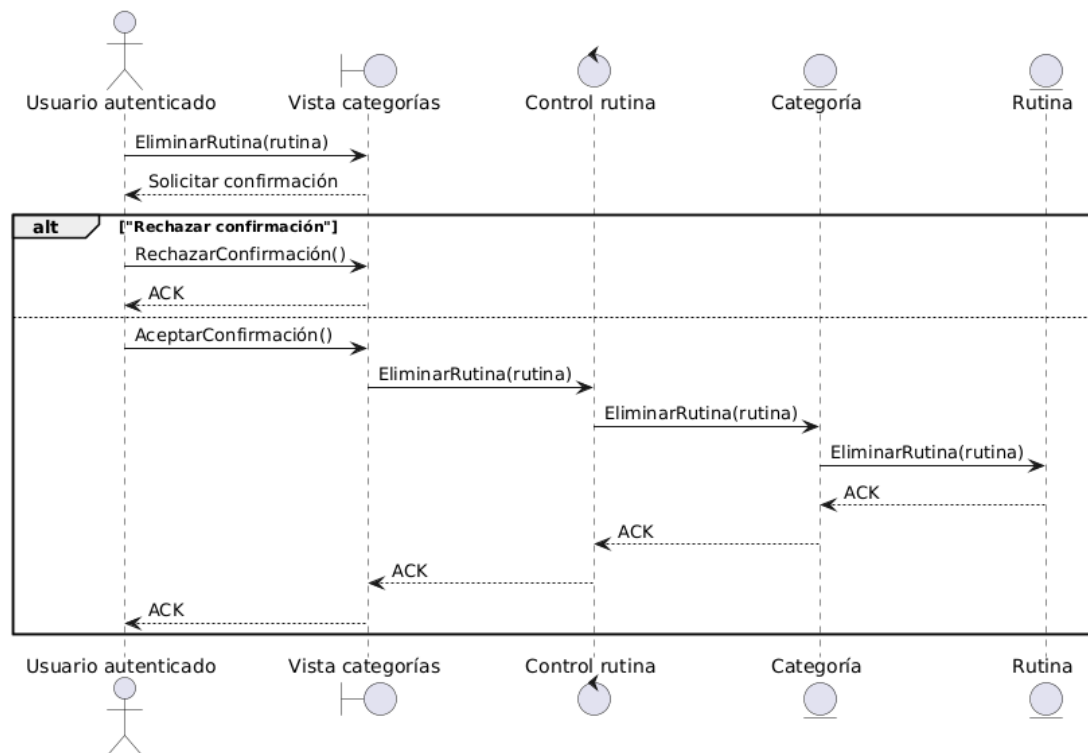 Usuario autenticado Vista categorías Control rutina Categoría Rutina
EliminarRutina(rutina)
Solicitar confirmación
alt ["Rechazar confirmación"]
RechazarConfirmación()
ACK
AceptarConfirmación()
EliminarRutina(rutina)
EliminarRutina(rutina)
EliminarRutina(rutina)
ACK
ACK
ACK
ACK
Usuario autenticado Vista categorías Control rutina Categoría Rutina